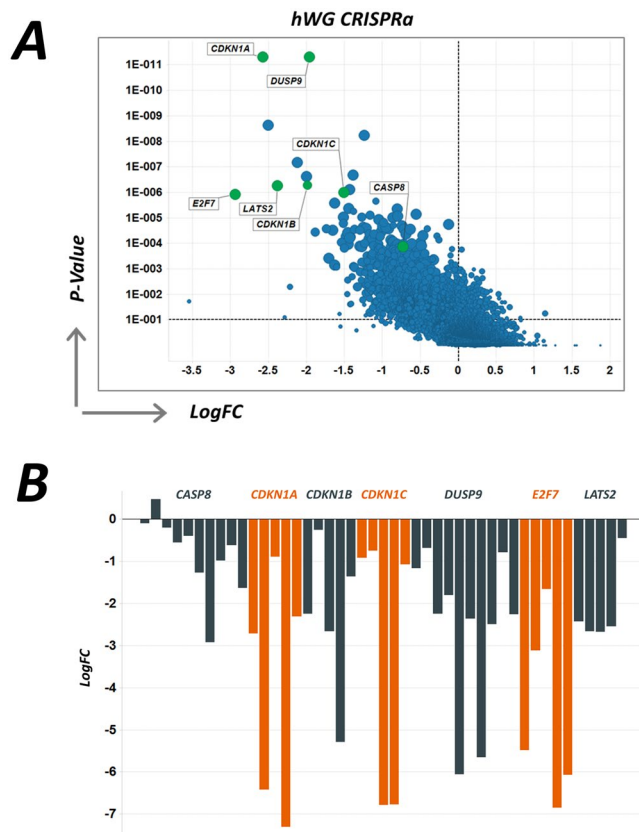 A
hWG CRISPRa
CDKN1A
DUSP9
CDKN1C
CASP8
E2F7
LATS2
CDKN1B
1E-011
1E-010
1E-009
1E-008
1E-007
1E-006
1E-005
1E-004
1E-003
1E-002
1E-001
P-Value
-3.5 -3 -2.5 -2 -1.5 -1 -0.5 0 0.5 1 1.5 2
LogFC
B
CASP8 CDKN1A CDKN1B CDKN1C DUSP9 E2F7 LATS2
0
-1
-2
-3
-4
-5
-6
-7
LogFC